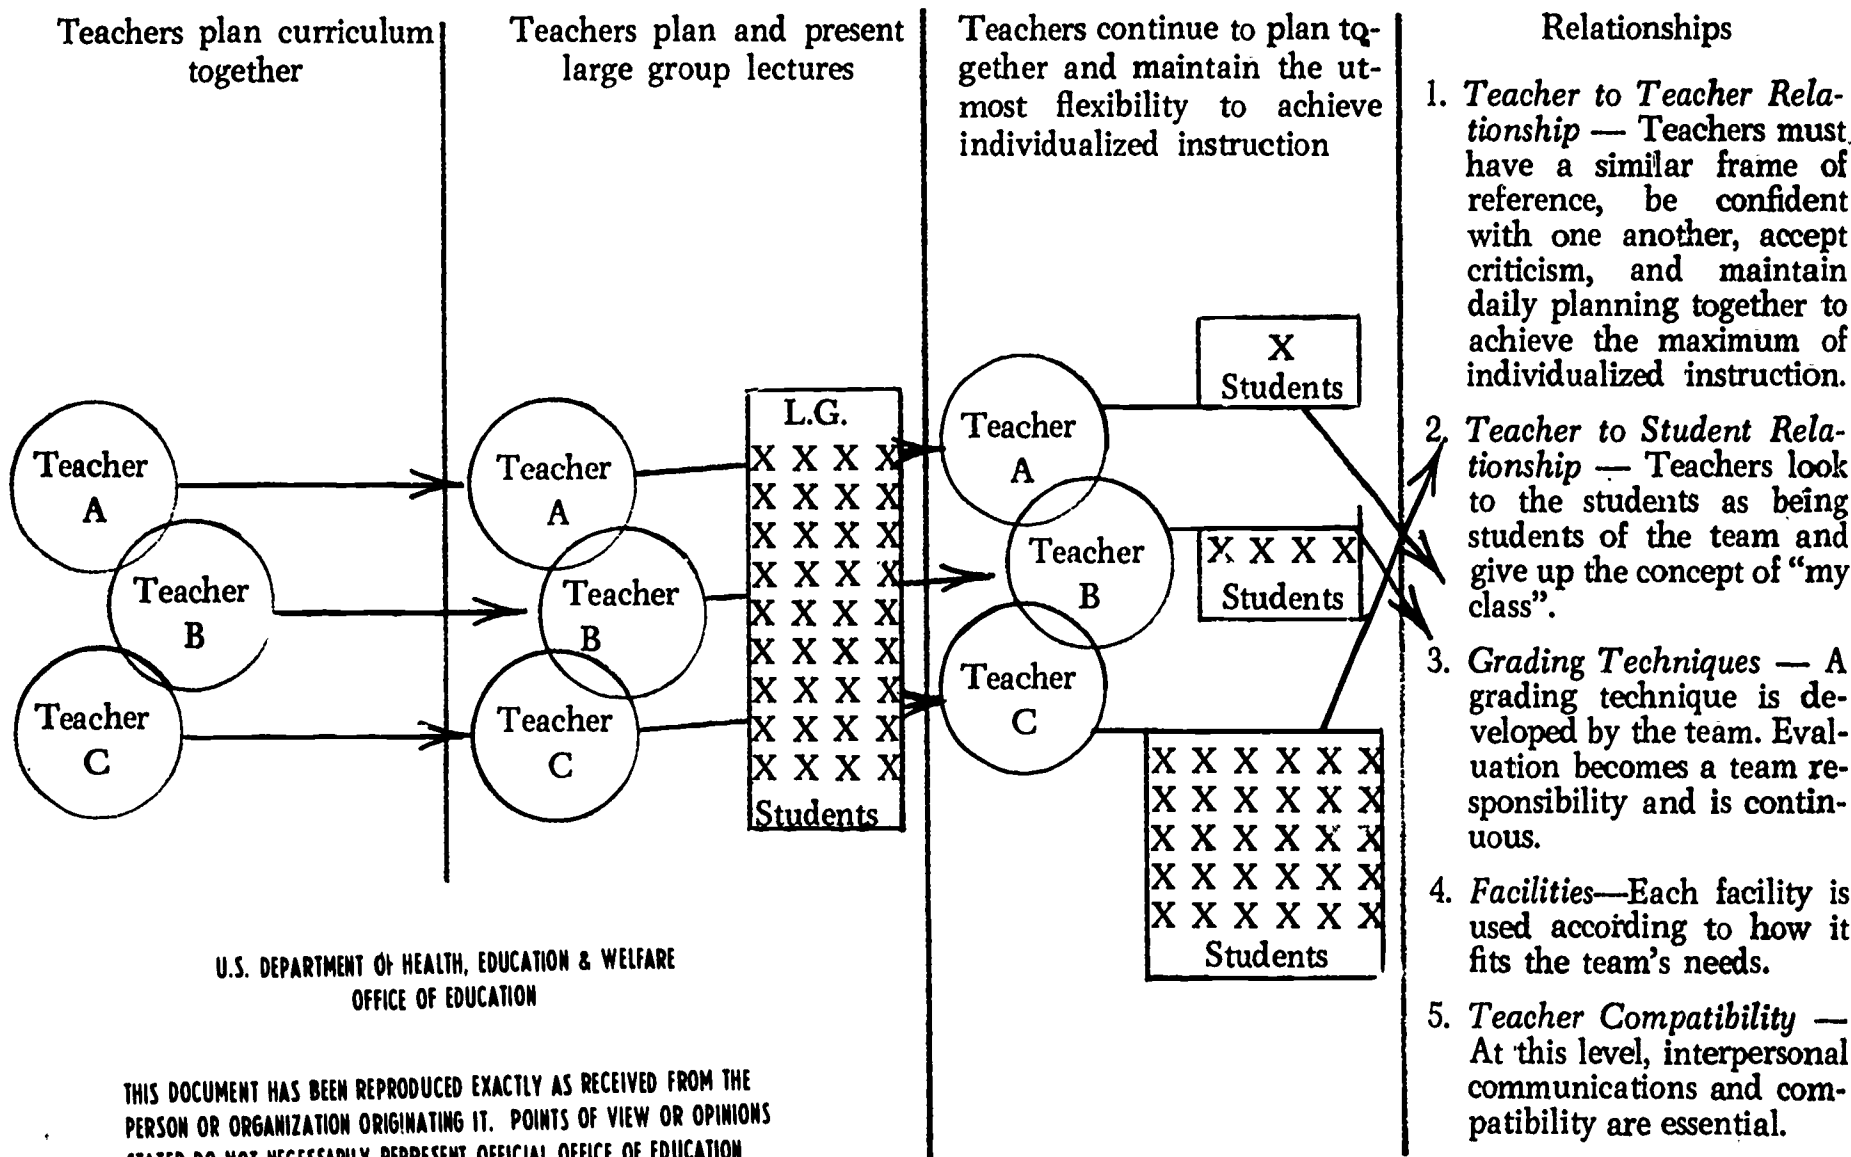 Teachers plan curriculum
together
Teachers plan and present
large group lectures
Teachers continue to plan to-
gether and maintain the ut-
most flexibility to achieve
individualized instruction
Relationships
1. Teacher to Teacher Rela-
tionship — Teachers must
have a similar frame of
reference, be confident
with one another, accept
criticism, and maintain
daily planning together to
achieve the maximum of
individualized instruction.
2. Teacher to Student Rela-
tionship — Teachers look
to the students as being
students of the team and
give up the concept of “my
class”.
3. Grading Techniques — A
grading technique is de-
veloped by the team. Eval-
uation becomes a team re-
sponsibility and is contin-
uous.
4. Facilities—Each facility is
used according to how it
fits the team’s needs.
5. Teacher Compatibility —
At this level, interpersonal
communications and com-
patibility are essential.
Teacher
A
Teacher
B
Teacher
C
Teacher
A
Teacher
B
Teacher
C
L.G.
X X X X
X X X X
X X X X
X X X X
X X X X
X X X X
X X X X
X X X X
X X X X
Students
Teacher
A
Teacher
B
Teacher
C
X
Students
X X X X
Students
X X X X X X
X X X X X X
X X X X X X
X X X X X X
X X X X X X
Students
U.S. DEPARTMENT OF HEALTH, EDUCATION & WELFARE
OFFICE OF EDUCATION
THIS DOCUMENT HAS BEEN REPRODUCED EXACTLY AS RECEIVED FROM THE
PERSON OR ORGANIZATION ORIGINATING IT. POINTS OF VIEW OR OPINIONS
STATED DO NOT NECESSARILY REPRESENT OFFICIAL OFFICE OF EDUCATION